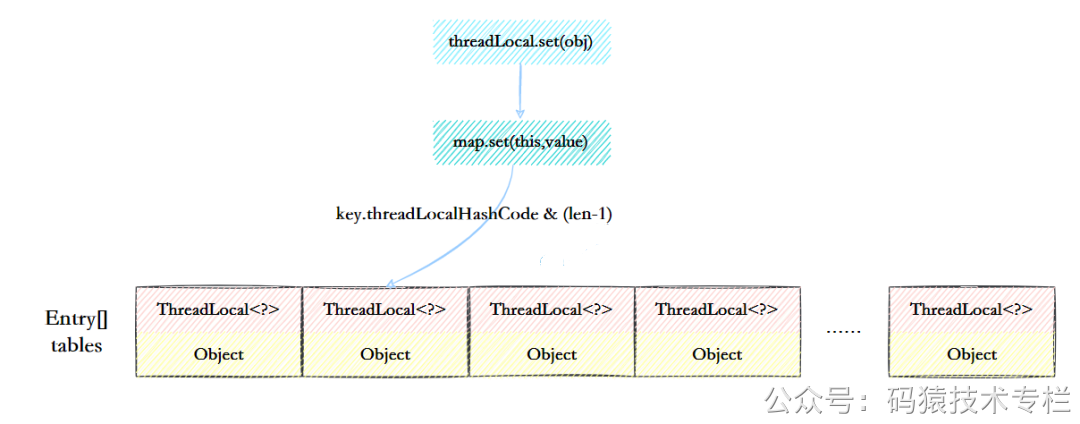 threadLocal.set(obj)
map.set(this,value)
key.threadLocalHashCode & (len-1)
Entry[]
tables
ThreadLocal<?> ThreadLocal<?> ThreadLocal<?> ThreadLocal<?> ...... ThreadLocal<?>
Object Object Object Object Object
公众号：码猿技术专栏